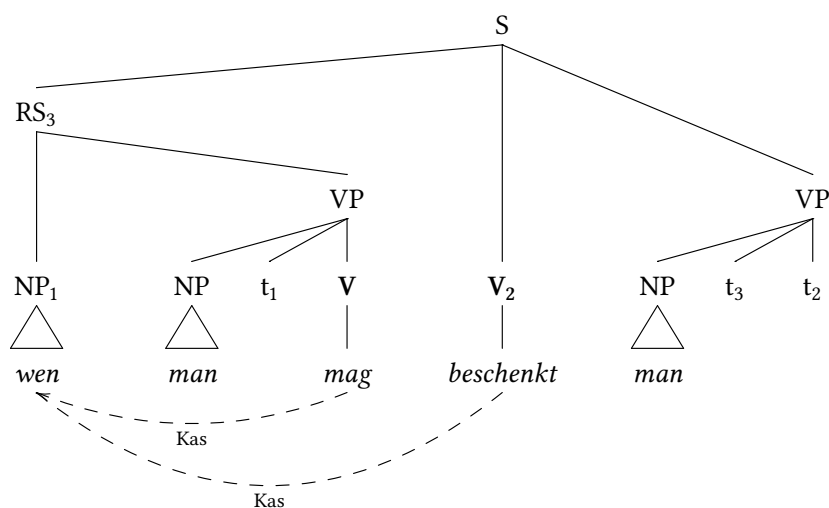 S
RS₃
VP VP
NP₁ NP t₁ V V₂ NP t₃ t₂
wen man mag beschenkt man
Kas
Kas